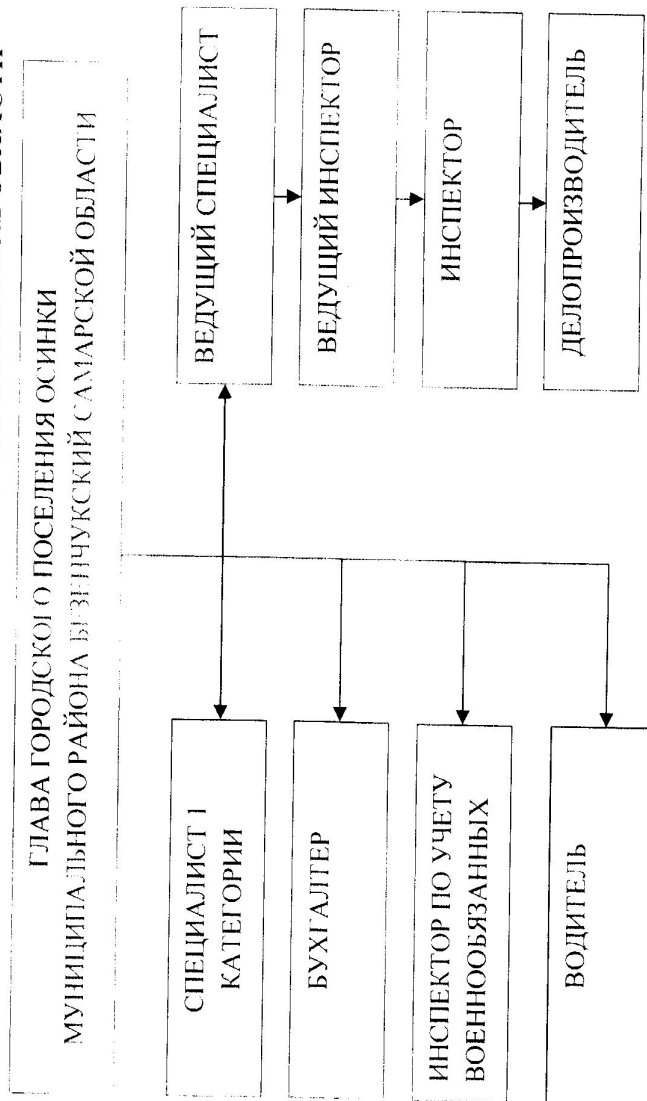 ГЛАВА ГОРОДСКОГО ПОСЕЛЕНИЯ ОСИНКИ
МУНИЦИПАЛЬНОГО РАЙОНА БЕЗЕНЧУКСКИЙ САМАРСКОЙ ОБЛАСТИ
СПЕЦИАЛИСТ 1
КАТЕГОРИИ
ВЕДУЩИЙ СПЕЦИАЛИСТ
БУХГАЛТЕР
ВЕДУЩИЙ ИНСПЕКТОР
ИНСПЕКТОР ПО УЧЕТУ
ВОЕННООБЯЗАННЫХ
ИНСПЕКТОР
ВОДИТЕЛЬ
ДЕЛОПРОИЗВОДИТЕЛЬ